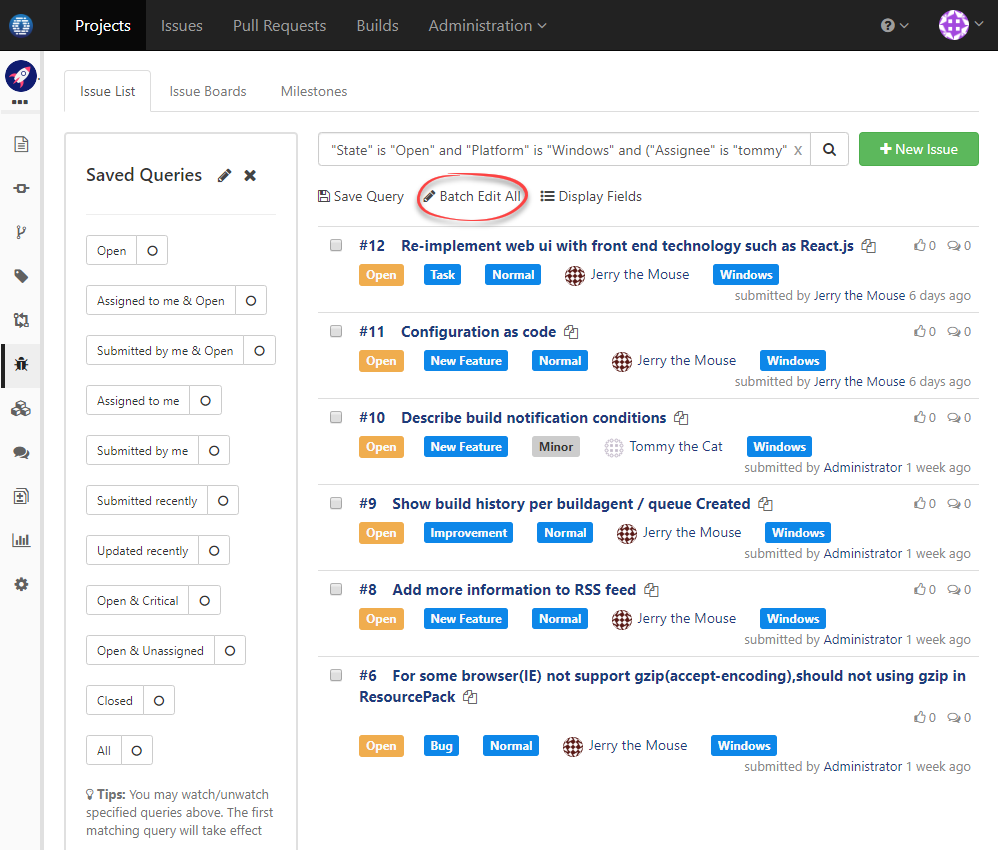 Projects Issues Pull Requests Builds Administration
Issue List Issue Boards Milestones
Saved Queries
Open
Assigned to me & Open
Submitted by me & Open
Assigned to me
Submitted by me
Submitted recently
Updated recently
Open & Critical
Open & Unassigned
Closed
All
Tips: You may watch/unwatch
specified queries above. The first
matching query will take effect
"State" is "Open" and "Platform" is "Windows" and ("Assignee" is "tommy" x
New Issue
Save Query Batch Edit All Display Fields
#12 Re-implement web ui with front end technology such as React.js 0 0
Open Task Normal Jerry the Mouse Windows
submitted by Jerry the Mouse 6 days ago
#11 Configuration as code 0 0
Open New Feature Normal Jerry the Mouse Windows
submitted by Jerry the Mouse 6 days ago
#10 Describe build notification conditions 0 0
Open New Feature Minor Tommy the Cat Windows
submitted by Administrator 1 week ago
#9 Show build history per buildagent / queue Created 0 0
Open Improvement Normal Jerry the Mouse Windows
submitted by Administrator 1 week ago
#8 Add more information to RSS feed 0 0
Open New Feature Normal Jerry the Mouse Windows
submitted by Administrator 1 week ago
#6 For some browser(IE) not support gzip(accept-encoding),should not using gzip in
ResourcePack
0 0
Open Bug Normal Jerry the Mouse Windows
submitted by Administrator 1 week ago